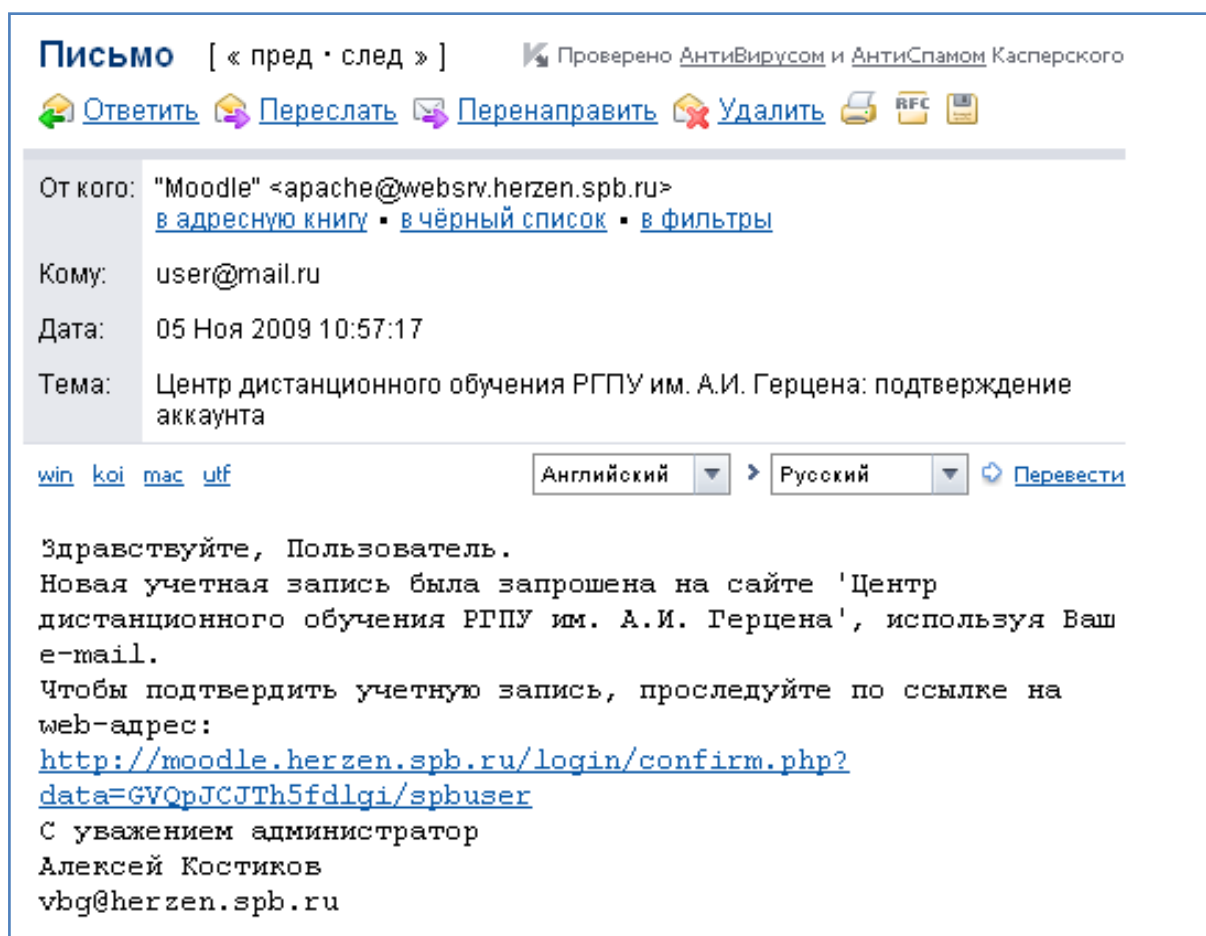 Письмо [ « пред · след » ] Проверено АнтиВирусом и АнтиСпамом Касперского
Ответить Переслать Перенаправить Удалить RFC
От кого: "Moodle" <apache@websrv.herzen.spb.ru>
в адресную книгу ▪ в чёрный список ▪ в фильтры
Кому: user@mail.ru
Дата: 05 Ноя 2009 10:57:17
Тема: Центр дистанционного обучения РГПУ им. А.И. Герцена: подтверждение
аккаунта
win koi mac utf Английский > Русский Перевести
Здравствуйте, Пользователь.
Новая учетная запись была запрошена на сайте 'Центр
дистанционного обучения РГПУ им. А.И. Герцена', используя Ваш
e-mail.
Чтобы подтвердить учетную запись, проследуйте по ссылке на
web-адрес:
http://moodle.herzen.spb.ru/login/confirm.php?
data=GVQpJCJTh5fdlgi/spbuser
С уважением администратор
Алексей Костиков
vbg@herzen.spb.ru